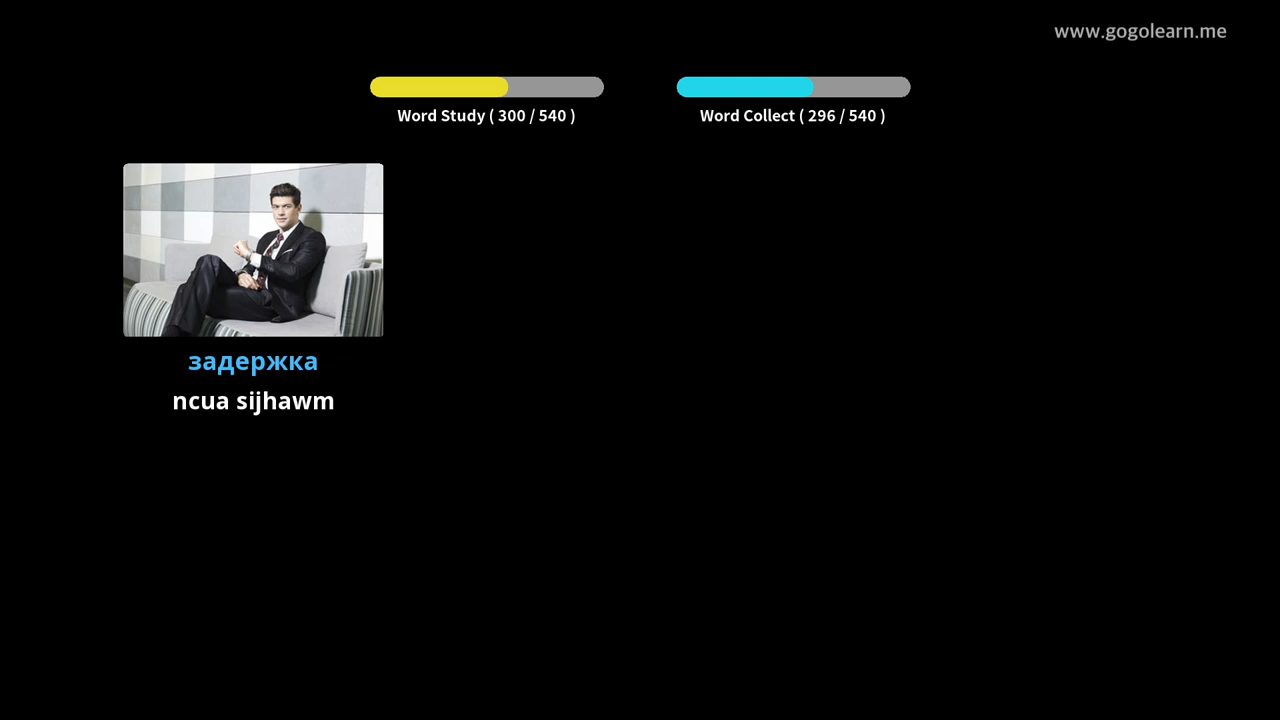 www.gogolearn.me
Word Study ( 300 / 540 )
Word Collect ( 296 / 540 )
задержка
ncua sijhawm